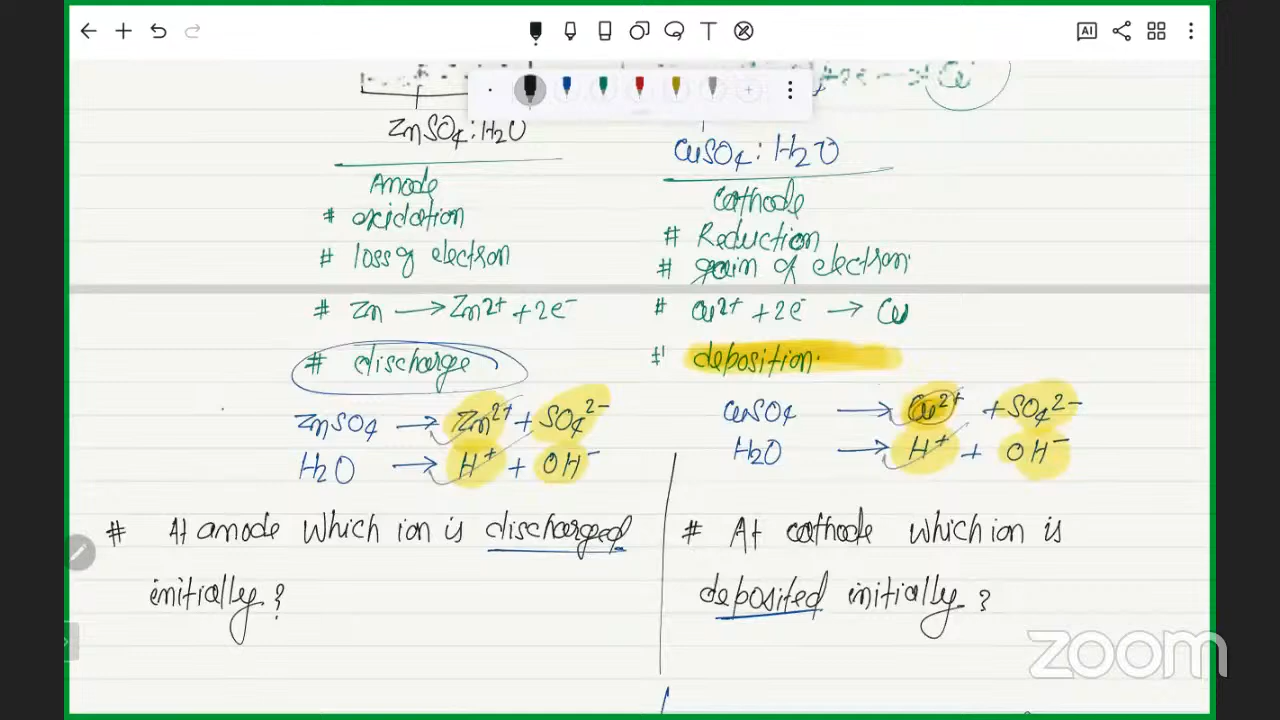 AI
ZnSO4 : H2O
CuSO4 : H2O
Anode
# oxidation
# loss of electron
# Zn → Zn2+ + 2e-
# discharge
ZnSO4 → Zn2+ + SO42-
H2O → H+ + OH-
Cathode
# Reduction
# gain of electron.
# Cu2+ + 2e- → Cu
# deposition.
CuSO4 → Cu2+ + SO42-
H2O → H+ + OH-
# At anode which ion is discharged
initially?
# At cathode which ion is
deposited initially?
zoom